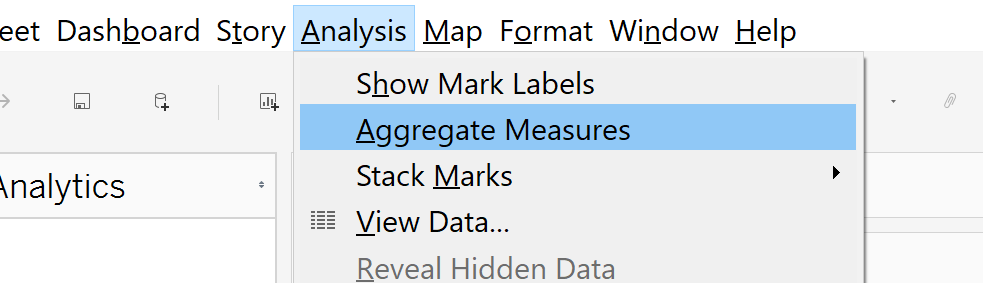 eet Dashboard Story Analysis Map Format Window Help
Show Mark Labels
Aggregate Measures
Analytics
Stack Marks
View Data...
Reveal Hidden Data